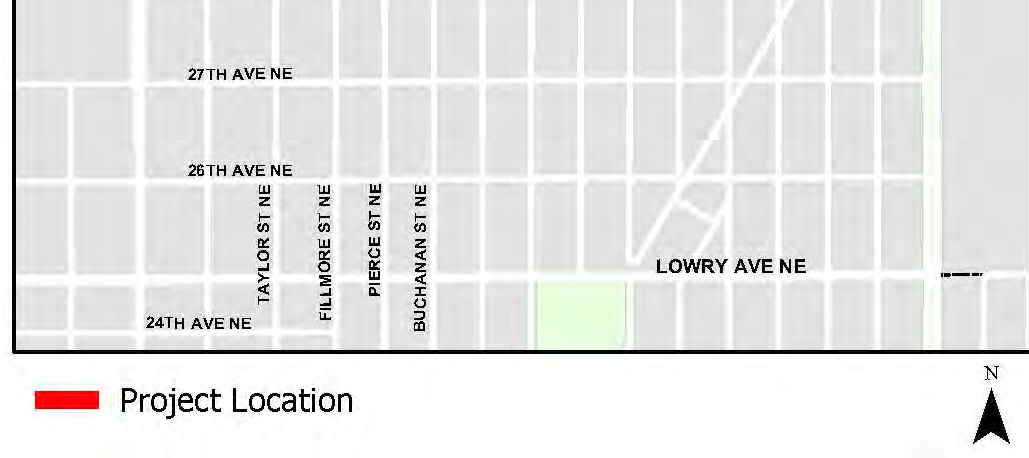 27TH AVE NE
26TH AVE NE
TAYLOR ST NE
FILLMORE ST NE
PIERCE ST NE
BUCHANAN ST NE
LOWRY AVE NE
24TH AVE NE
Project Location
N